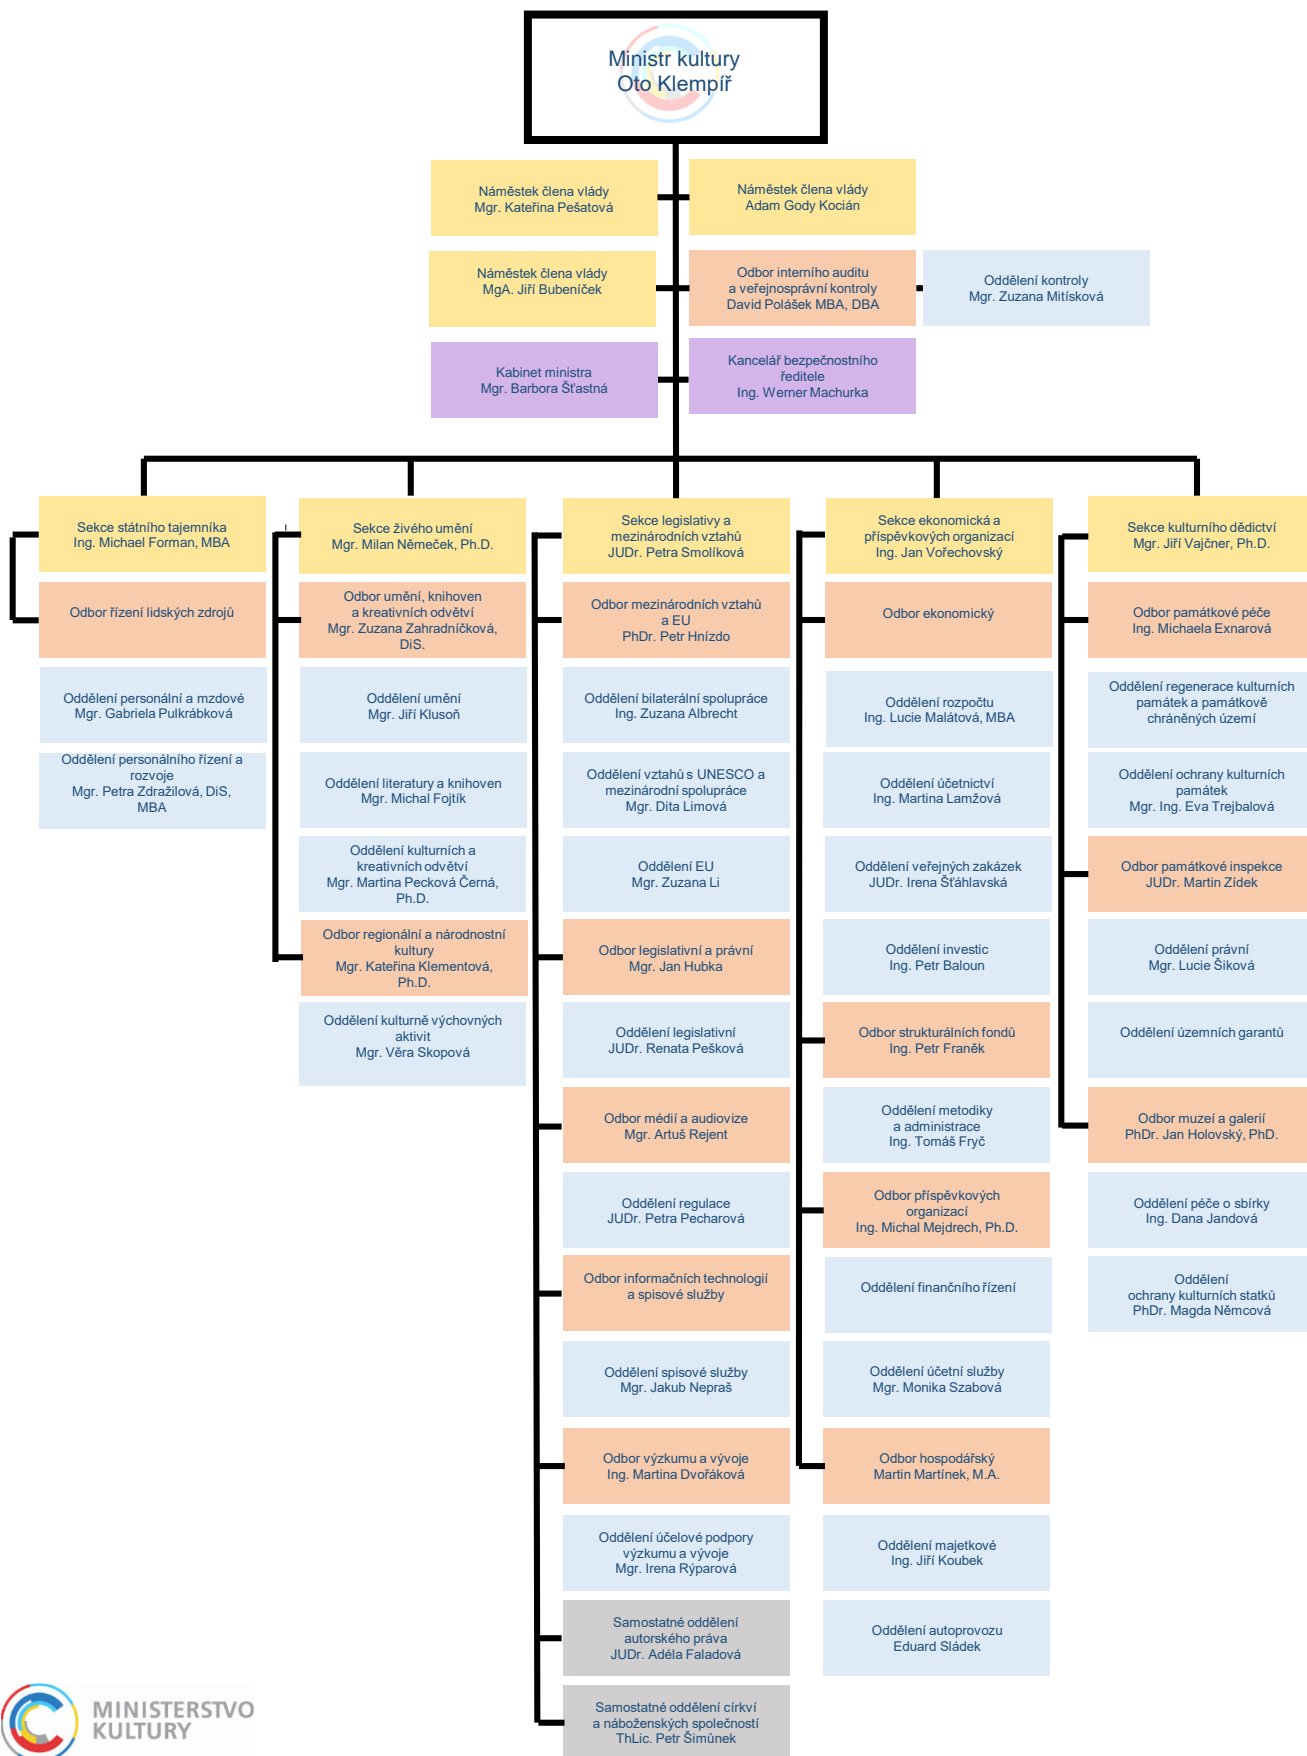 Ministr kultury
Oto Klempíř
Náměstek člena vlády
Mgr. Kateřina Pešatová
Náměstek člena vlády
Adam Gody Kocián
Náměstek člena vlády
MgA. Jiří Bubeníček
Odbor interního auditu
a veřejnosprávní kontroly
David Polášek MBA, DBA
Oddělení kontroly
Mgr. Zuzana Mitísková
Kabinet ministra
Mgr. Barbora Šťastná
Kancelář bezpečnostního
ředitele
Ing. Werner Machurka
Sekce státního tajemníka
Ing. Michael Forman, MBA
Odbor řízení lidských zdrojů
Oddělení personální a mzdové
Mgr. Gabriela Pulkrábková
Oddělení personálního řízení a
rozvoje
Mgr. Petra Zdražilová, DiS,
MBA
Sekce živého umění
Mgr. Milan Němeček, Ph.D.
Odbor umění, knihoven
a kreativních odvětví
Mgr. Zuzana Zahradníčková,
DiS.
Oddělení umění
Mgr. Jiří Klusoň
Oddělení literatury a knihoven
Mgr. Michal Fojtík
Oddělení kulturních a
kreativních odvětví
Mgr. Martina Pecková Černá,
Ph.D.
Odbor regionální a národnostní
kultury
Mgr. Kateřina Klementová,
Ph.D.
Oddělení kulturně výchovných
aktivit
Mgr. Věra Skopová
Sekce legislativy a
mezinárodních vztahů
JUDr. Petra Smolíková
Odbor mezinárodních vztahů
a EU
PhDr. Petr Hnízdo
Oddělení bilaterální spolupráce
Ing. Zuzana Albrecht
Oddělení vztahů s UNESCO a
mezinárodní spolupráce
Mgr. Dita Limová
Oddělení EU
Mgr. Zuzana Li
Odbor legislativní a právní
Mgr. Jan Hubka
Oddělení legislativní
JUDr. Renata Pešková
Odbor médií a audiovize
Mgr. Artuš Rejent
Oddělení regulace
JUDr. Petra Pecharová
Odbor informačních technologií
a spisové služby
Oddělení spisové služby
Mgr. Jakub Nepraš
Odbor výzkumu a vývoje
Ing. Martina Dvořáková
Oddělení účelové podpory
výzkumu a vývoje
Mgr. Irena Rýparová
Samostatné oddělení
autorského práva
JUDr. Adéla Faladová
Samostatné oddělení církví
a náboženských společností
ThLic. Petr Šimůnek
Sekce ekonomická a
příspěvkových organizací
Ing. Jan Vořechovský
Odbor ekonomický
Oddělení rozpočtu
Ing. Lucie Malátová, MBA
Oddělení účetnictví
Ing. Martina Lamžová
Oddělení veřejných zakázek
JUDr. Irena Šťáhlavská
Oddělení investic
Ing. Petr Baloun
Odbor strukturálních fondů
Ing. Petr Franěk
Oddělení metodiky
a administrace
Ing. Tomáš Fryč
Odbor příspěvkových
organizací
Ing. Michal Mejdrech, Ph.D.
Oddělení finančního řízení
Oddělení účetní služby
Mgr. Monika Szabová
Odbor hospodářský
Martin Martínek, M.A.
Oddělení majetkové
Ing. Jiří Koubek
Oddělení autoprovozu
Eduard Sládek
Sekce kulturního dědictví
Mgr. Jiří Vajčner, Ph.D.
Odbor památkové péče
Ing. Michaela Exnarová
Oddělení regenerace kulturních
památek a památkově
chráněných území
Oddělení ochrany kulturních
památek
Mgr. Ing. Eva Trejbalová
Odbor památkové inspekce
JUDr. Martin Zídek
Oddělení právní
Mgr. Lucie Šiková
Oddělení územních garantů
Odbor muzeí a galerií
PhDr. Jan Holovský, PhD.
Oddělení péče o sbírky
Ing. Dana Jandová
Oddělení
ochrany kulturních statků
PhDr. Magda Němcová
MINISTERSTVO
KULTURY